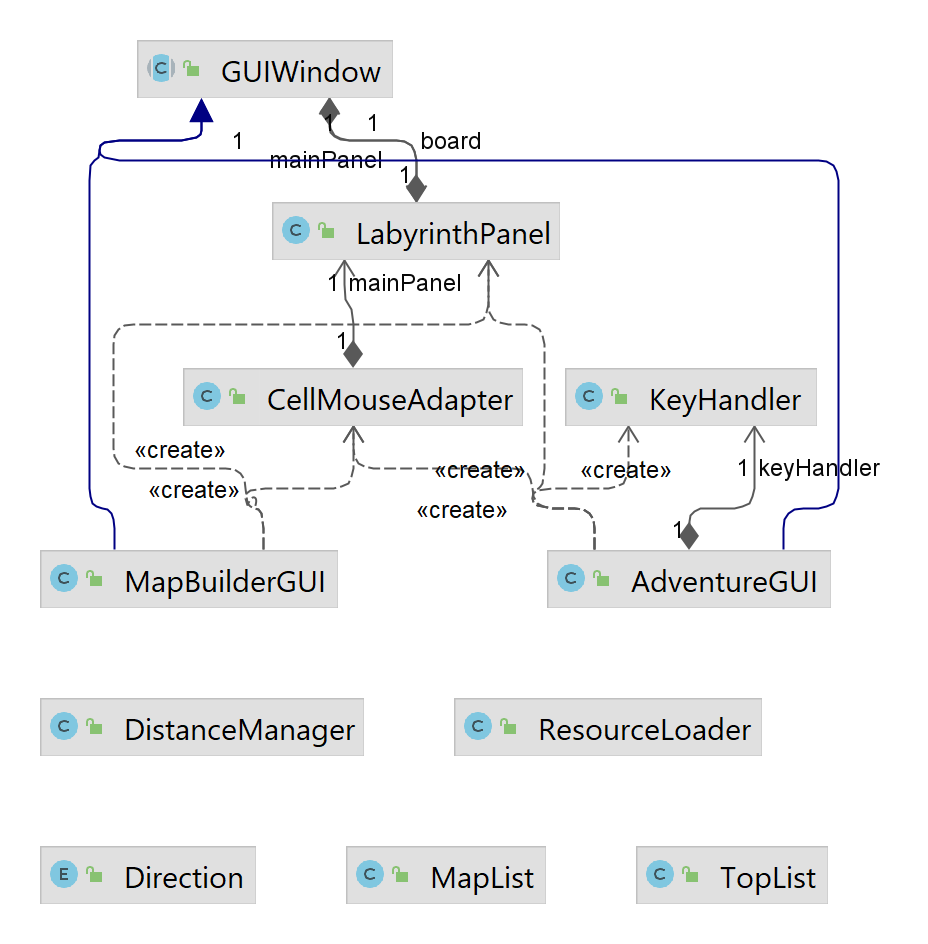 C GUIWindow
1 1 1 board
mainPanel
1
C LabyrinthPanel
1 mainPanel
1
C CellMouseAdapter
C KeyHandler
«create»
«create»
«create»
1 keyHandler
«create»
«create»
1
C MapBuilderGUI
C AdventureGUI
C DistanceManager
C ResourceLoader
E Direction
C MapList
C TopList